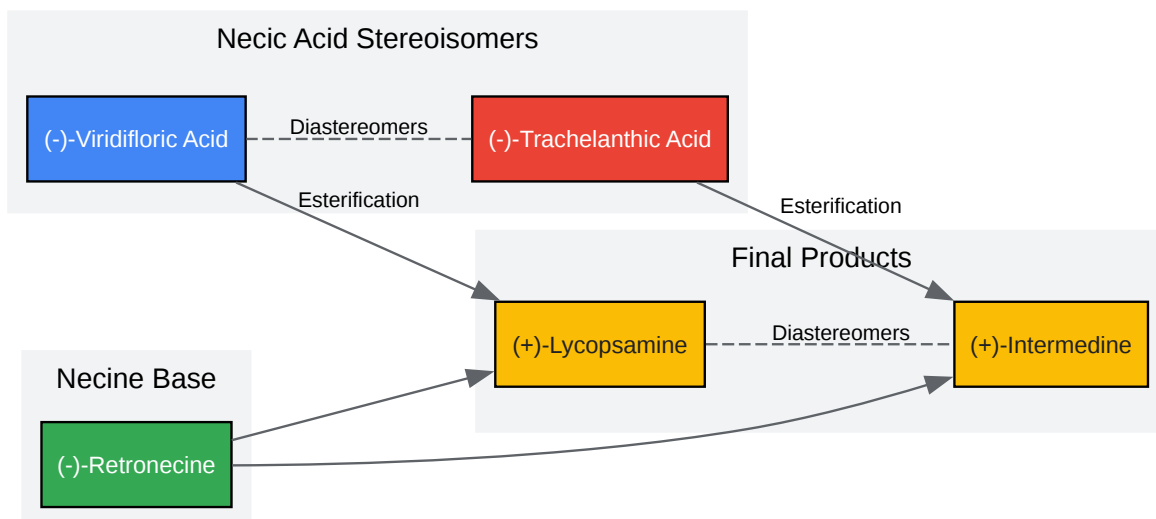 Necic Acid Stereoisomers
(-)-Viridifloric Acid
Diastereomers
(-)-Trachelanthic Acid
Esterification
Esterification
Final Products
(+)-Lycopsamine
Diastereomers
(+)-Intermedine
Necine Base
(-)-Retronecine